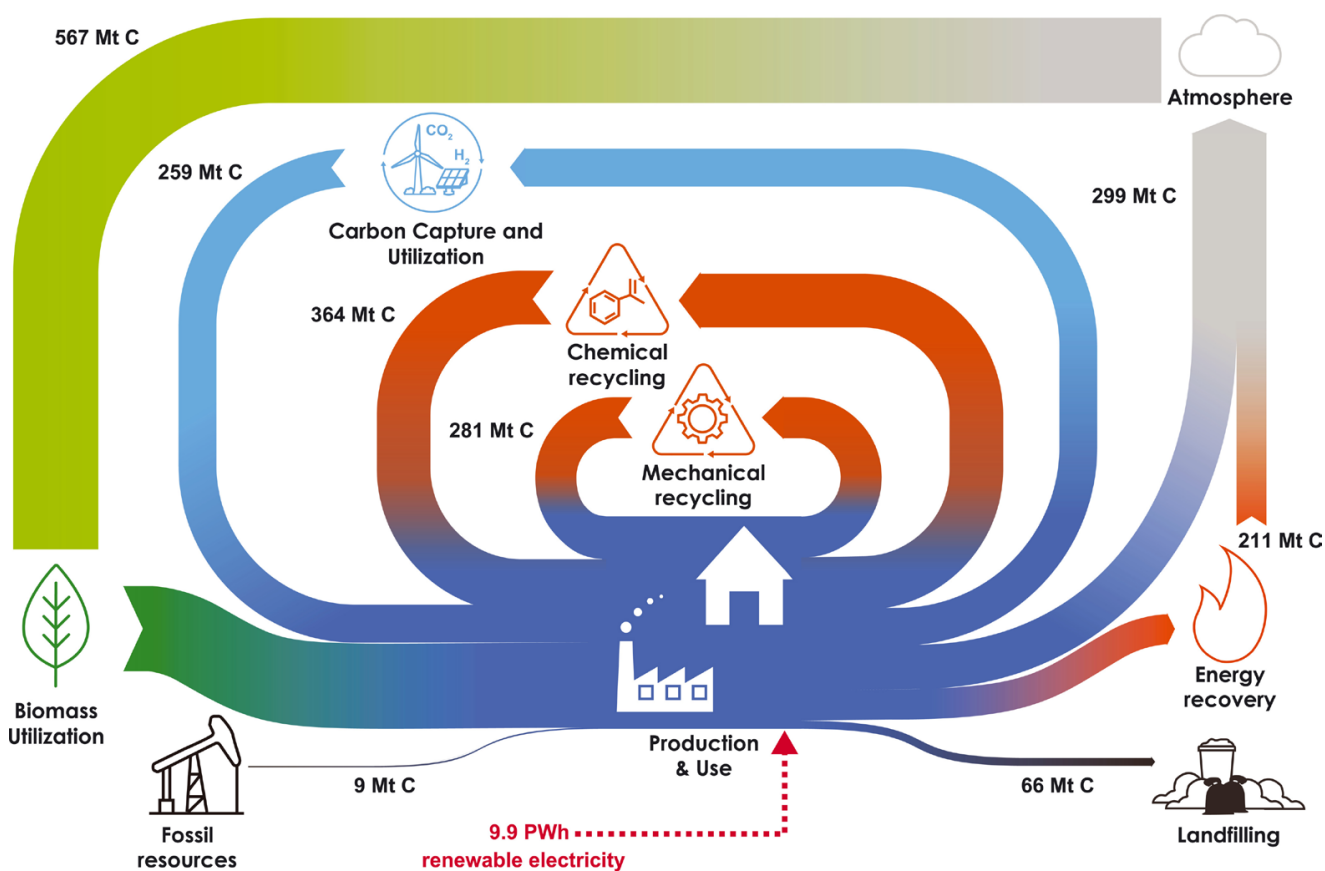 567 Mt C
Atmosphere
CO2
H2
259 Mt C
299 Mt C
Carbon Capture and
Utilization
364 Mt C
Chemical
recycling
281 Mt C
Mechanical
recycling
211 Mt C
Energy
recovery
Biomass
Utilization
Production
& Use
9 Mt C
66 Mt C
Fossil
resources
Landfilling
9.9 PWh
renewable electricity